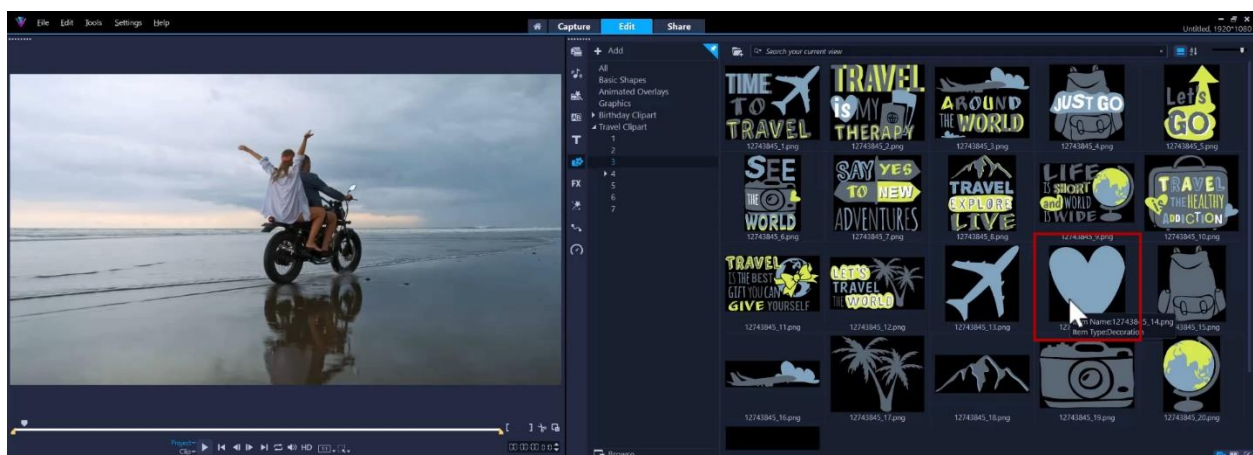 File Edit Tools Settings Help
Capture Edit Share
Untitled, 1920*1080
Add
Search your current view
All
Basic Shapes
Animated Overlays
Graphics
Birthday Clipart
Travel Clipart
1
2
3
4
5
6
7
T
FX
TIME TO TRAVEL
12743845_1.png
TRAVEL is MY THERAPY
12743845_2.png
AROUND THE WORLD
12743845_3.png
JUST GO
12743845_4.png
Let's GO
12743845_5.png
SEE THE WORLD
12743845_6.png
SAY YES TO NEW ADVENTURES
12743845_7.png
TRAVEL EXPLORE LIVE
12743845_8.png
LIFE IS SHORT and WORLD IS WIDE
12743845_9.png
TRAVEL is THE HEALTHY ADDICTION
12743845_10.png
TRAVEL IS THE BEST GIFT YOU CAN GIVE YOURSELF
12743845_11.png
LET'S TRAVEL THE WORLD
12743845_12.png
12743845_13.png
Item Name:12743845_14.png
Item Type:Decoration
12743845_16.png
12743845_17.png
12743845_18.png
12743845_19.png
12743845_20.png
Project
Clip
HD
Browse